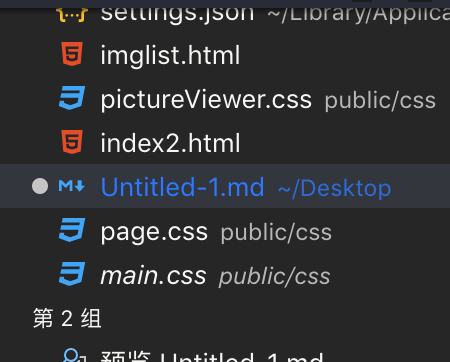 {..} settings.json ~/Library/Applica
imglist.html
pictureViewer.css public/css
index2.html
M↓ Untitled-1.md ~/Desktop
page.css public/css
main.css public/css
第 2 组
预览 Untitled-1.md